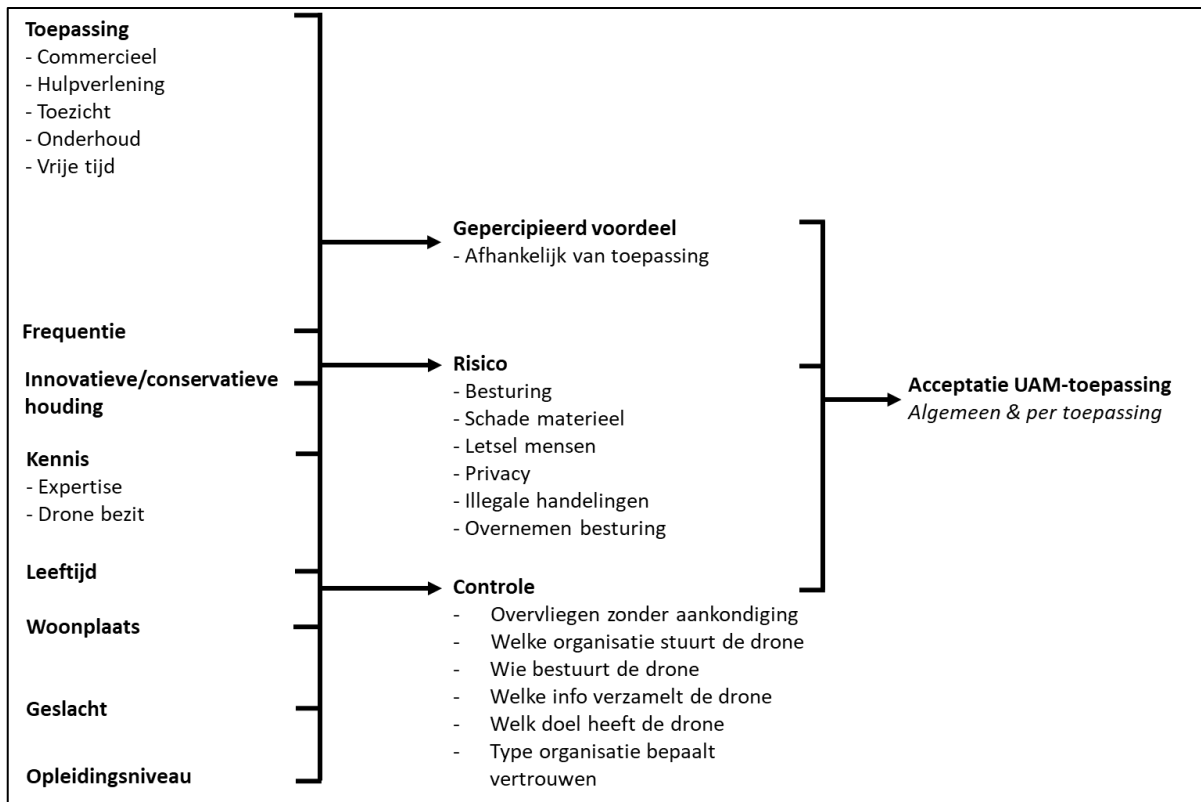 Toepassing
- Commercieel
- Hulpverlening
- Toezicht
- Onderhoud
- Vrije tijd
Frequentie
Innovatieve/conservatieve
houding
Kennis
- Expertise
- Drone bezit
Leeftijd
Woonplaats
Geslacht
Opleidingsniveau
Gepercipieerd voordeel
- Afhankelijk van toepassing
Risico
- Besturing
- Schade materieel
- Letsel mensen
- Privacy
- Illegale handelingen
- Overnemen besturing
Controle
- Overvliegen zonder aankondiging
- Welke organisatie stuurt de drone
- Wie bestuurt de drone
- Welke info verzamelt de drone
- Welk doel heeft de drone
- Type organisatie bepaalt
vertrouwen
Acceptatie UAM-toepassing
Algemeen & per toepassing